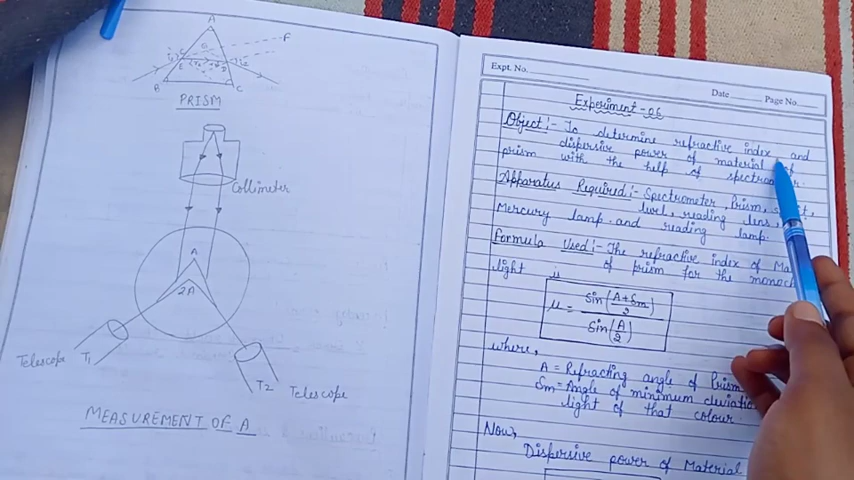 A
F
B
C
PRISM
Collimeter
A
2A
Telescope T1
T2 Telescope
MEASUREMENT OF A
Expt. No.
Date Page No.
Experiment - 06
Object:- To determine refractive index and
dispersive power of material of
prism with the help of
Apparatus Required:- Spectrometer, Prism,
level, reading lens,
Mercury lamp and reading lamp.
Formula Used:- The refractive index of
of prism for the
light is
μ = sin(A+δm/2) / sin(A/2)
where,
A = Refracting angle of Prism
δm = Angle of minimum
light of that colour.
Now,
Dispersive power of Material